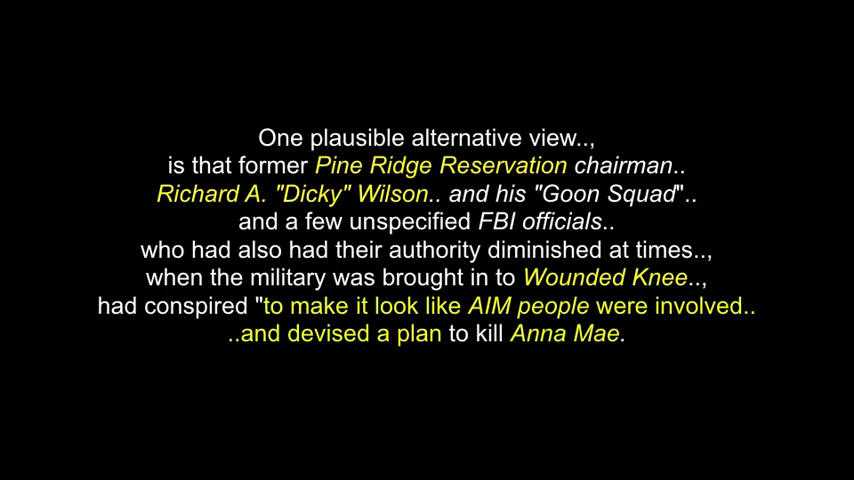 One plausible alternative view..,
is that former Pine Ridge Reservation chairman..
Richard A. "Dicky" Wilson.. and his "Goon Squad"..
and a few unspecified FBI officials..
who had also had their authority diminished at times..,
when the military was brought in to Wounded Knee..,
had conspired "to make it look like AIM people were involved..
..and devised a plan to kill Anna Mae.